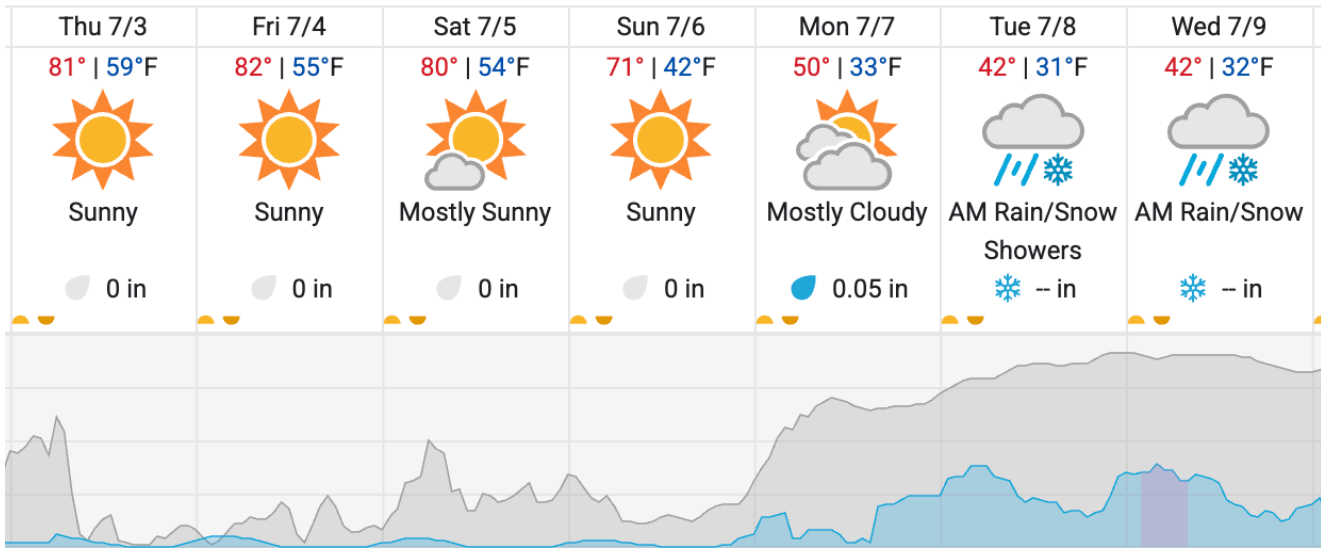 Thu 7/3 Fri 7/4 Sat 7/5 Sun 7/6 Mon 7/7 Tue 7/8 Wed 7/9
81° | 59°F 82° | 55°F 80° | 54°F 71° | 42°F 50° | 33°F 42° | 31°F 42° | 32°F
Sunny Sunny Mostly Sunny Sunny Mostly Cloudy AM Rain/Snow AM Rain/Snow
Showers
0 in 0 in 0 in 0 in 0.05 in -- in -- in